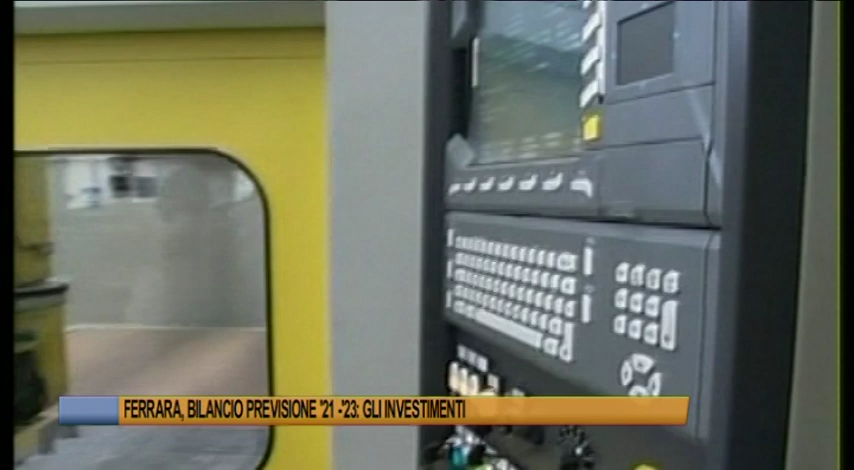 FERRARA, BILANCIO PREVISIONE '21 -'23: GLI INVESTIMENTI